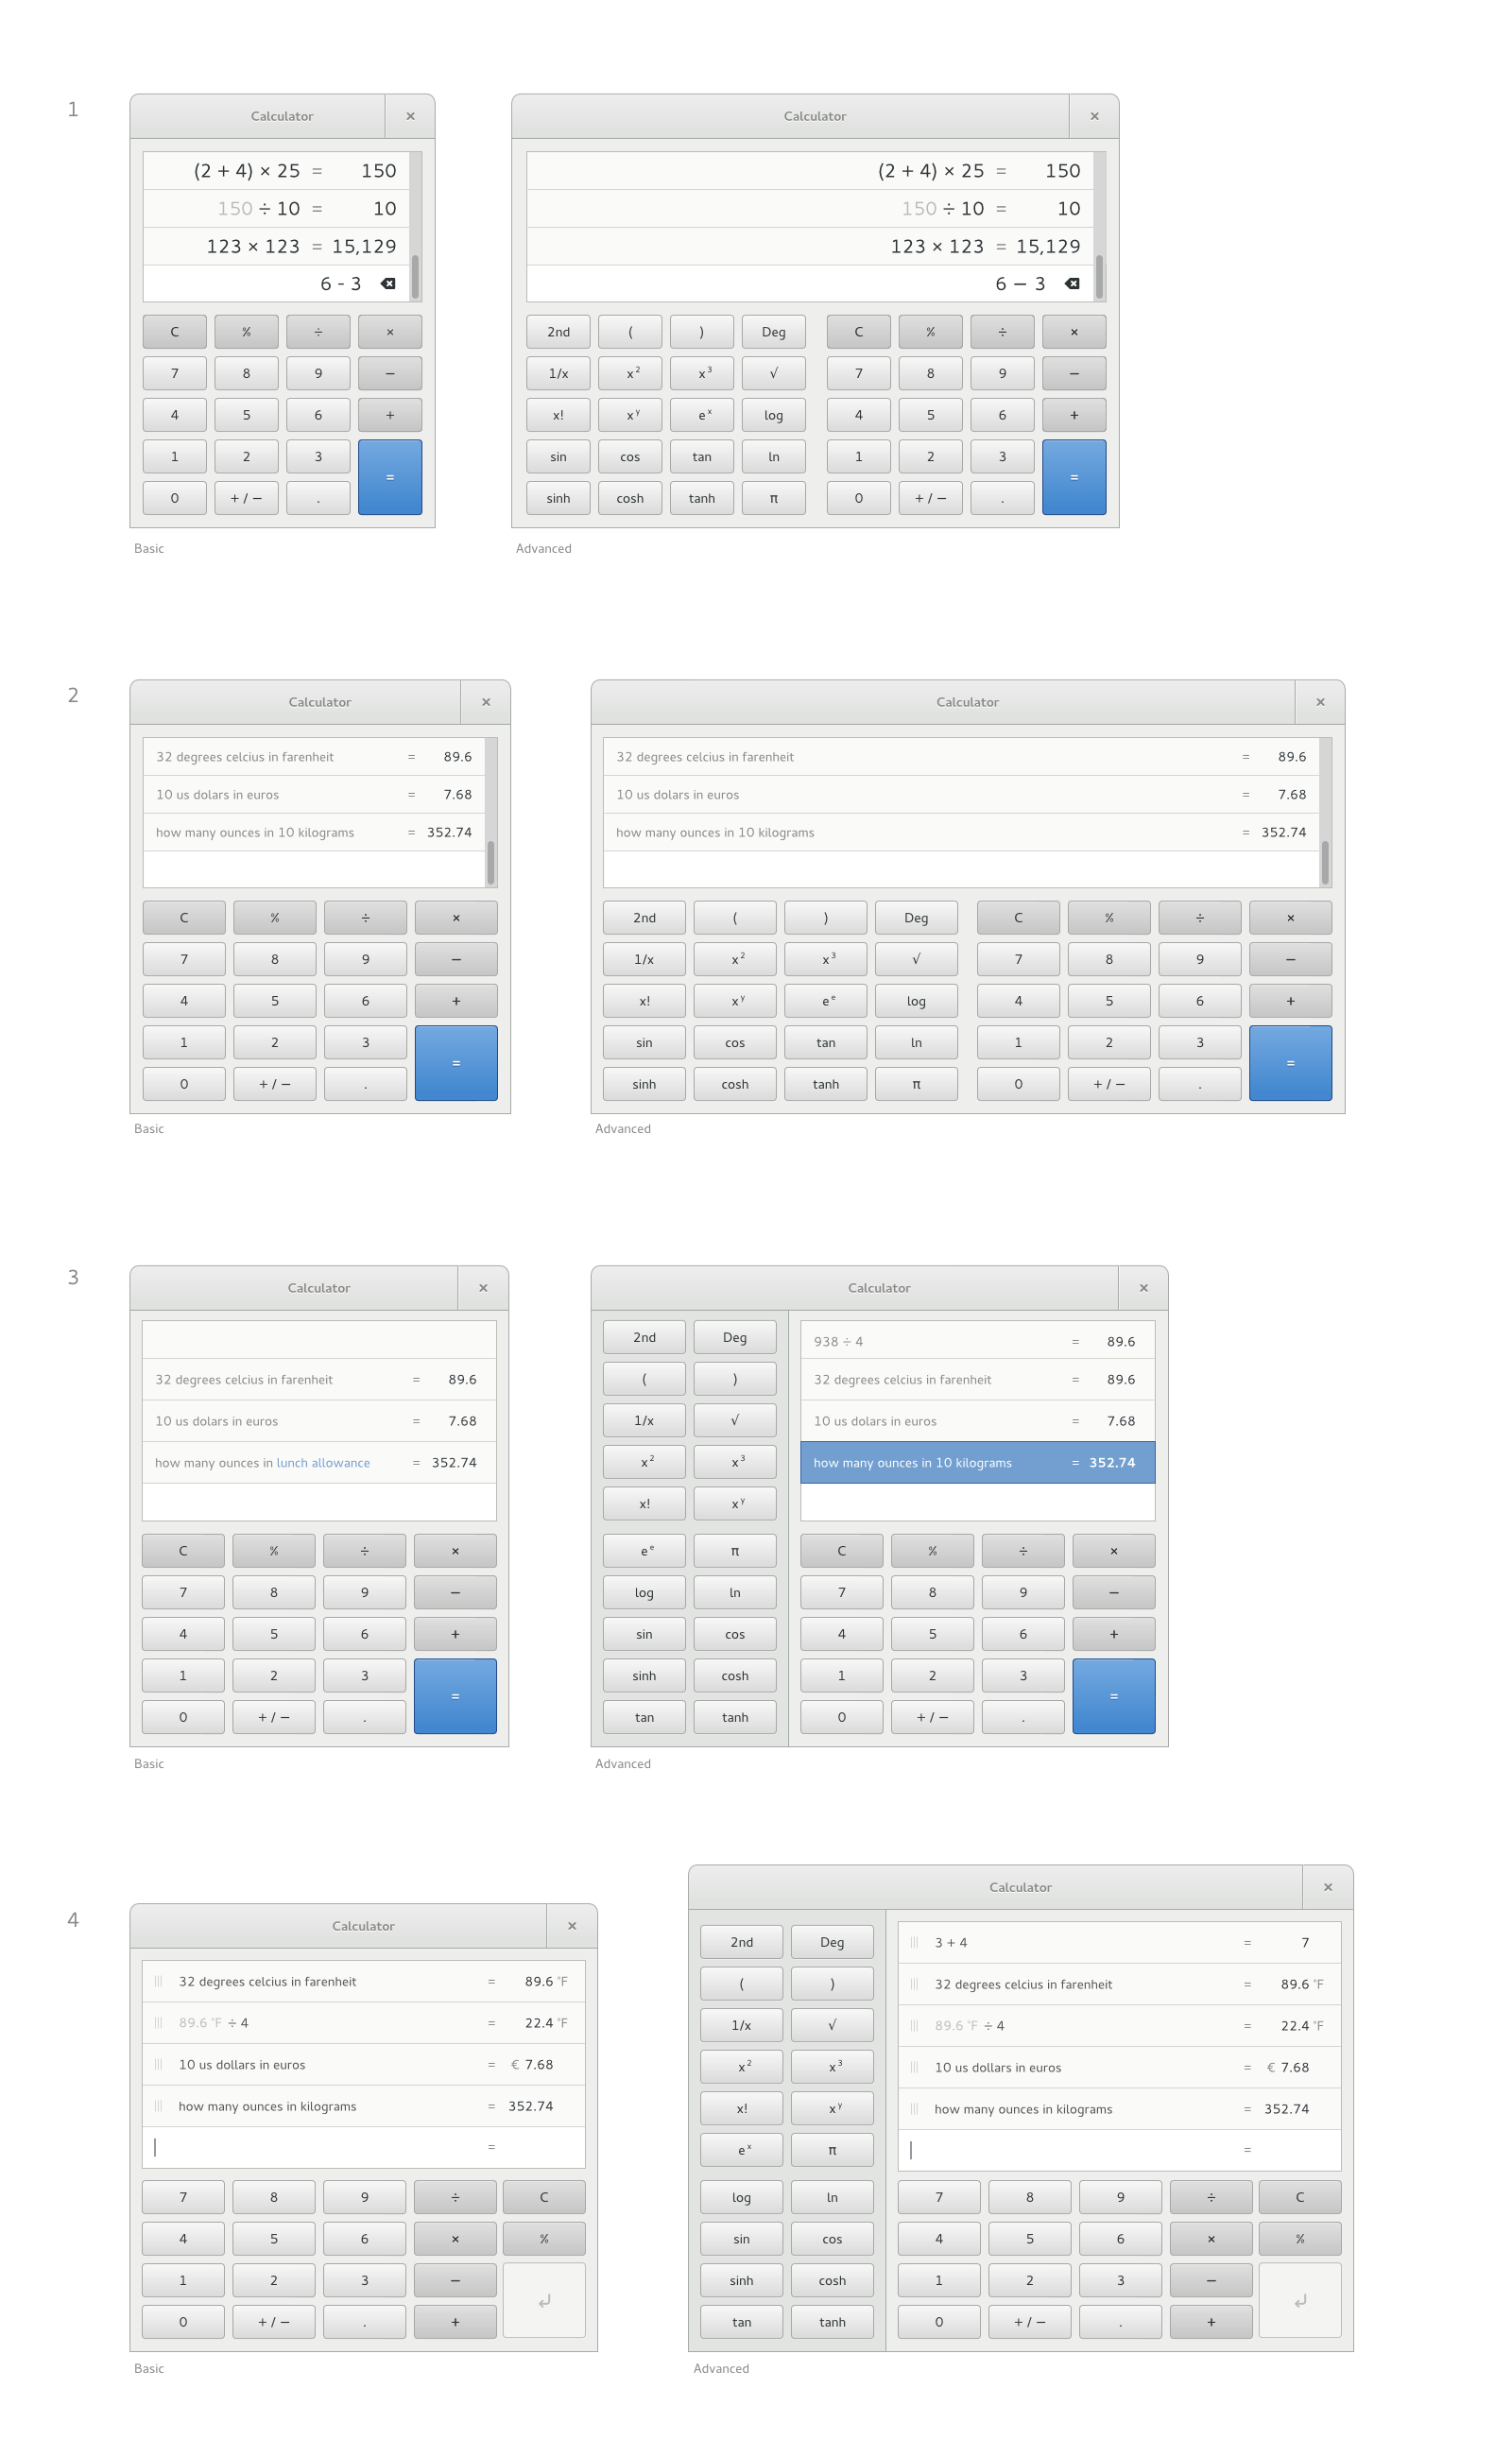 1
Calculator ×
(2 + 4) × 25 = 150
150 ÷ 10 = 10
123 × 123 = 15,129
6 - 3
C % ÷ ×
7 8 9 −
4 5 6 +
1 2 3 =
0 + / − .
Basic
Calculator ×
(2 + 4) × 25 = 150
150 ÷ 10 = 10
123 × 123 = 15,129
6 − 3
2nd ( ) Deg C % ÷ ×
1/x x² x³ √ 7 8 9 −
x! xʸ eˣ log 4 5 6 +
sin cos tan ln 1 2 3 =
sinh cosh tanh π 0 + / − .
Advanced
2
Calculator ×
32 degrees celcius in farenheit = 89.6
10 us dolars in euros = 7.68
how many ounces in 10 kilograms = 352.74
C % ÷ ×
7 8 9 −
4 5 6 +
1 2 3 =
0 + / − .
Basic
Calculator ×
32 degrees celcius in farenheit = 89.6
10 us dolars in euros = 7.68
how many ounces in 10 kilograms = 352.74
2nd ( ) Deg C % ÷ ×
1/x x² x³ √ 7 8 9 −
x! xʸ eᵉ log 4 5 6 +
sin cos tan ln 1 2 3 =
sinh cosh tanh π 0 + / − .
Advanced
3
Calculator ×
32 degrees celcius in farenheit = 89.6
10 us dolars in euros = 7.68
how many ounces in lunch allowance = 352.74
C % ÷ ×
7 8 9 −
4 5 6 +
1 2 3 =
0 + / − .
Basic
Calculator ×
2nd Deg
( )
1/x √
x² x³
x! xʸ
eᵉ π
log ln
sin cos
sinh cosh
tan tanh
938 ÷ 4 = 89.6
32 degrees celcius in farenheit = 89.6
10 us dolars in euros = 7.68
how many ounces in 10 kilograms = 352.74
C % ÷ ×
7 8 9 −
4 5 6 +
1 2 3 =
0 + / − .
Advanced
4
Calculator ×
32 degrees celcius in farenheit = 89.6 °F
89.6 °F ÷ 4 = 22.4 °F
10 us dollars in euros = € 7.68
how many ounces in kilograms = 352.74
=
7 8 9 ÷ C
4 5 6 × %
1 2 3 −
0 + / − . +
Basic
Calculator ×
2nd Deg
( )
1/x √
x² x³
x! xʸ
eˣ π
log ln
sin cos
sinh cosh
tan tanh
3 + 4 = 7
32 degrees celcius in farenheit = 89.6 °F
89.6 °F ÷ 4 = 22.4 °F
10 us dollars in euros = € 7.68
how many ounces in kilograms = 352.74
=
7 8 9 ÷ C
4 5 6 × %
1 2 3 −
0 + / − . +
Advanced